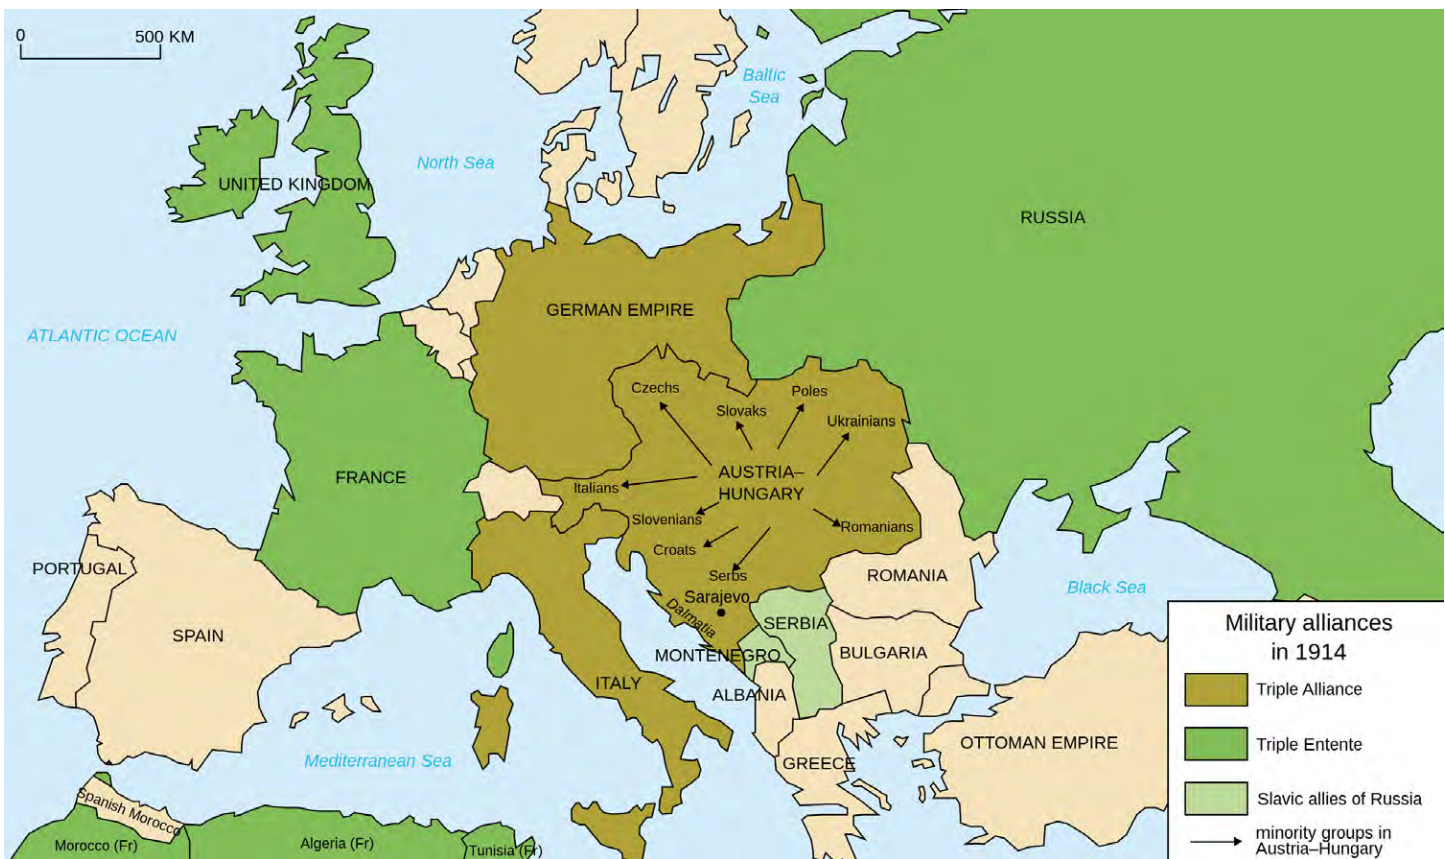 0 500 KM
Baltic
Sea
North Sea
UNITED KINGDOM
RUSSIA
GERMAN EMPIRE
ATLANTIC OCEAN
Czechs
Poles
Slovaks
Ukrainians
FRANCE
AUSTRIA–
HUNGARY
Italians
Slovenians
Romanians
Croats
PORTUGAL
Serbs
ROMANIA
Black Sea
Sarajevo
Dalmatia
SERBIA
SPAIN
MONTENEGRO
BULGARIA
ITALY
ALBANIA
OTTOMAN EMPIRE
Mediterranean Sea
GREECE
Spanish Morocco
Morocco (Fr)
Algeria (Fr)
Tunisia (Fr)
Military alliances
in 1914
Triple Alliance
Triple Entente
Slavic allies of Russia
minority groups in
Austria–Hungary